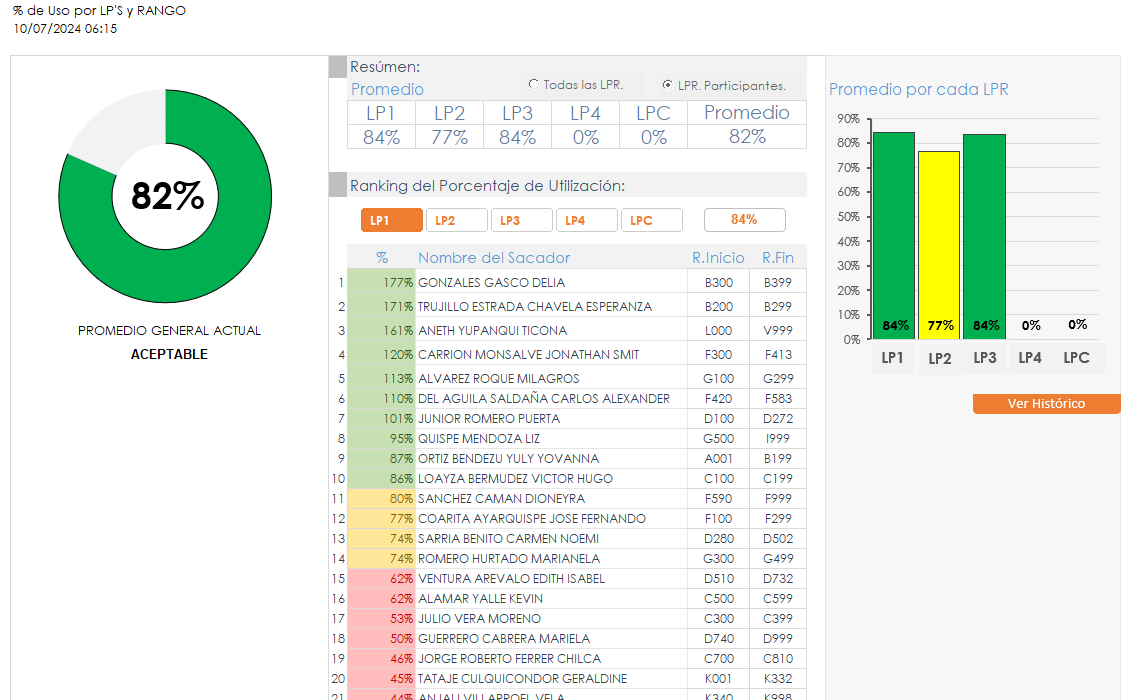 % de Uso por LP'S y RANGO
10/07/2024 06:15
82%
PROMEDIO GENERAL ACTUAL
ACEPTABLE
Resúmen:
Promedio
Todas las LPR.
LPR. Participantes.
LP1 LP2 LP3 LP4 LPC Promedio
84% 77% 84% 0% 0% 82%
Ranking del Porcentaje de Utilización:
LP1 LP2 LP3 LP4 LPC 84%
% Nombre del Sacador R.Inicio R.Fin
1 177% GONZALES GASCO DELIA B300 B399
2 171% TRUJILLO ESTRADA CHAVELA ESPERANZA B200 B299
3 161% ANETH YUPANQUI TICONA L000 V999
4 120% CARRION MONSALVE JONATHAN SMIT F300 F413
5 113% ALVAREZ ROQUE MILAGROS G100 G299
6 110% DEL AGUILA SALDAÑA CARLOS ALEXANDER F420 F583
7 101% JUNIOR ROMERO PUERTA D100 D272
8 95% QUISPE MENDOZA LIZ G500 I999
9 87% ORTIZ BENDEZU YULY YOVANNA A001 B199
10 86% LOAYZA BERMUDEZ VICTOR HUGO C100 C199
11 80% SANCHEZ CAMAN DIONEYRA F590 F999
12 77% COARITA AYARQUISPE JOSE FERNANDO F100 F299
13 74% SARRIA BENITO CARMEN NOEMI D280 D502
14 74% ROMERO HURTADO MARIANELA G300 G499
15 62% VENTURA AREVALO EDITH ISABEL D510 D732
16 62% ALAMAR YALLE KEVIN C500 C599
17 53% JULIO VERA MORENO C300 C399
18 50% GUERRERO CABRERA MARIELA D740 D999
19 46% JORGE ROBERTO FERRER CHILCA C700 C810
20 45% TATAJE CULQUICONDOR GERALDINE K001 K332
21 44% ANJALI VILLARROEL VELA K340 K998
Promedio por cada LPR
90%
80%
70%
60%
50%
40%
30%
20%
10%
0%
84% 77% 84% 0% 0%
LP1 LP2 LP3 LP4 LPC
Ver Histórico